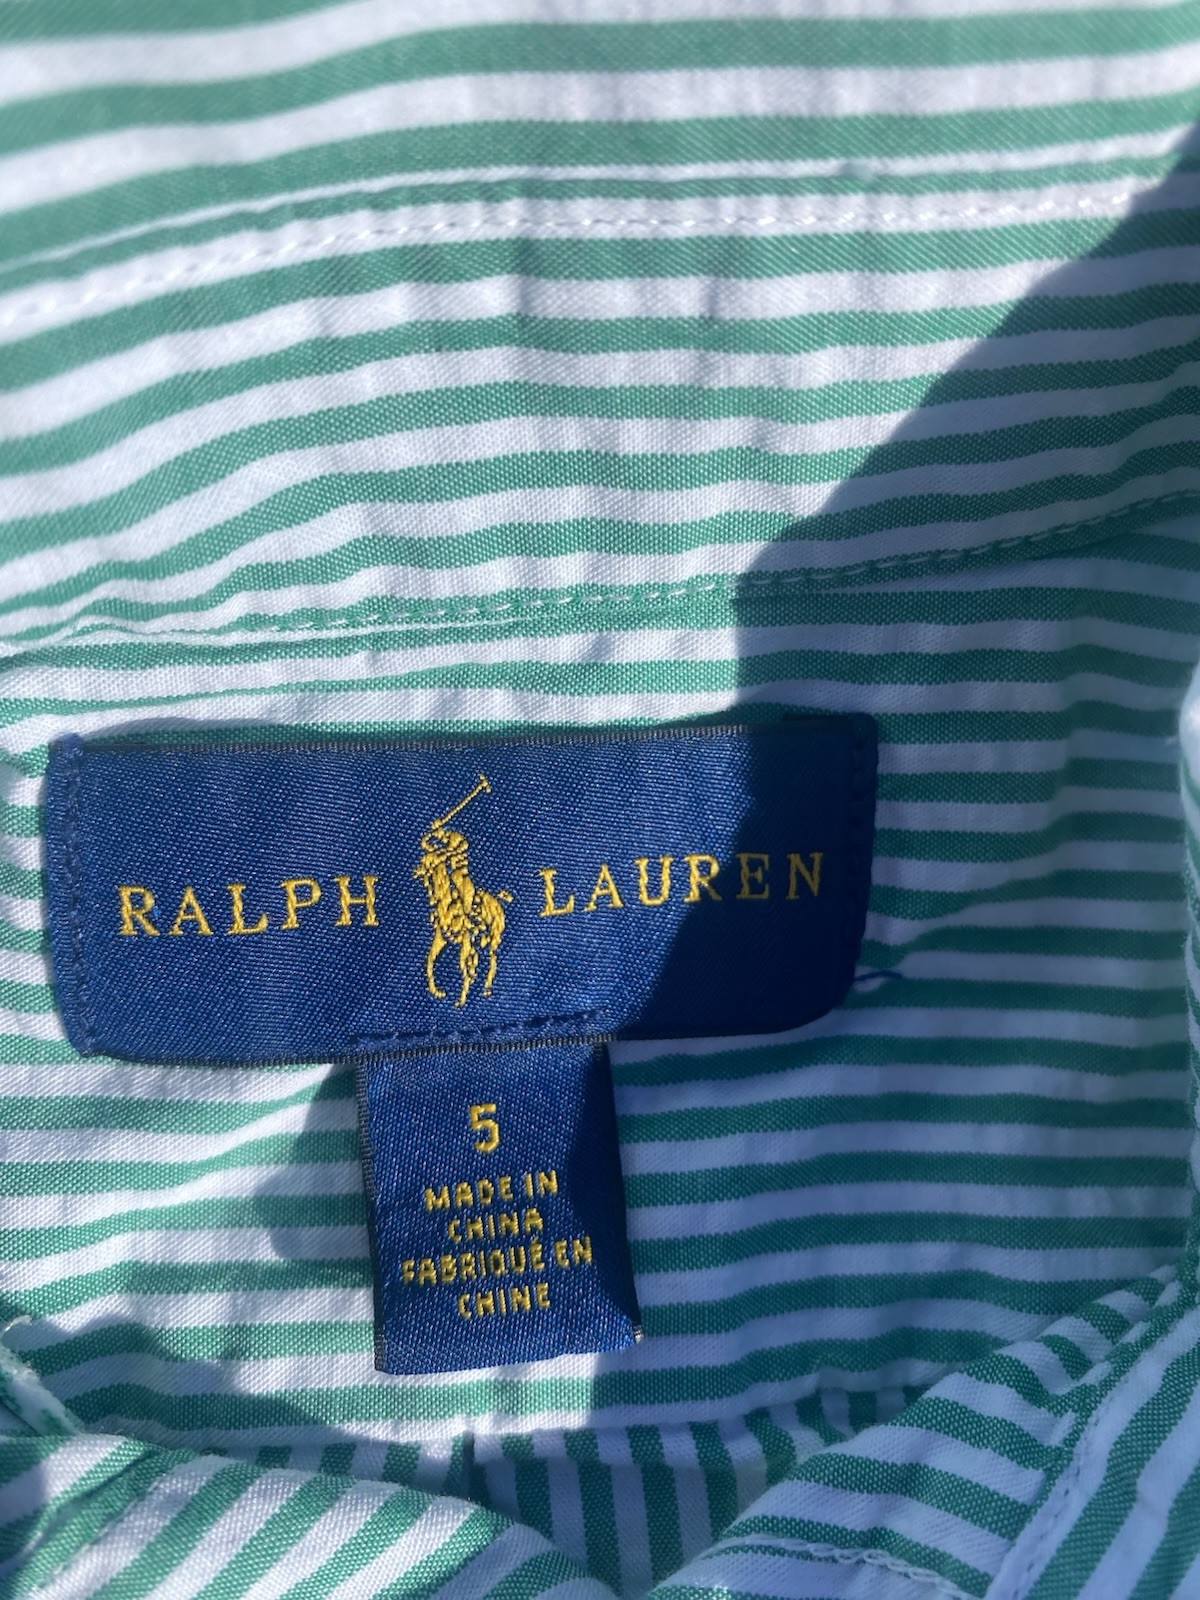 RALPH LAUREN
5
MADE IN
CHINA
FABRIQUÉ EN
CHINE